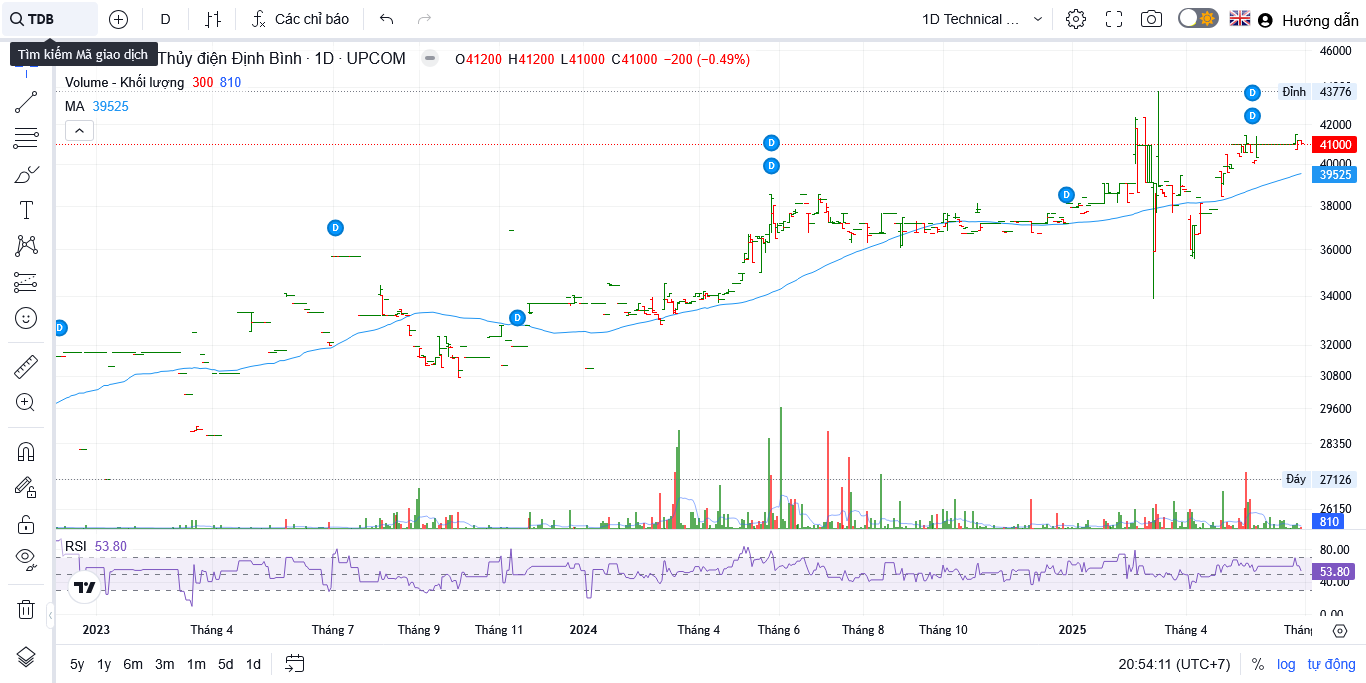 TDB
D
Các chỉ báo
1D Technical ...
Hướng dẫn
Tìm kiếm Mã giao dịch
Thủy điện Định Bình · 1D · UPCOM
O41200 H41200 L41000 C41000 −200 (−0.49%)
Volume - Khối lượng 300 810
MA 39525
46000
Đỉnh 43776
42000
41000
40000
39525
38000
36000
34000
32000
30800
29600
28350
Đáy 27126
26150
810
D
D
D
D
D
D
D
D
RSI 53.80
80.00
53.80
40.00
0.00
2023 Tháng 4 Tháng 7 Tháng 9 Tháng 11 2024 Tháng 4 Tháng 6 Tháng 8 Tháng 10 2025 Tháng 4 Tháng
5y 1y 6m 3m 1m 5d 1d
20:54:11 (UTC+7) % log tự động